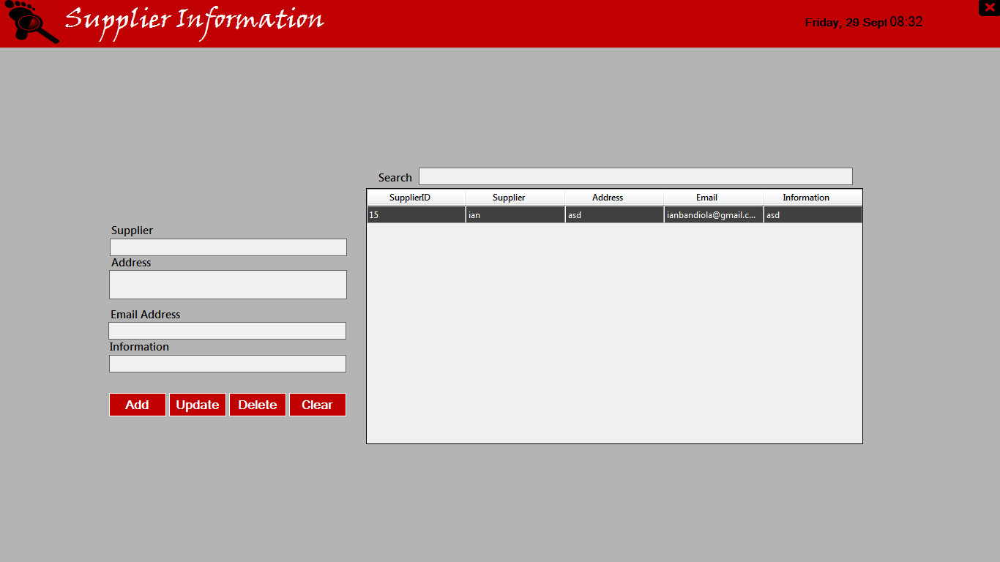 Supplier Information
Friday, 29 Sept 08:32
Search
SupplierID Supplier Address Email Information
15 ian asd ianbandiola@gmail.c... asd
Supplier
Address
Email Address
Information
Add Update Delete Clear